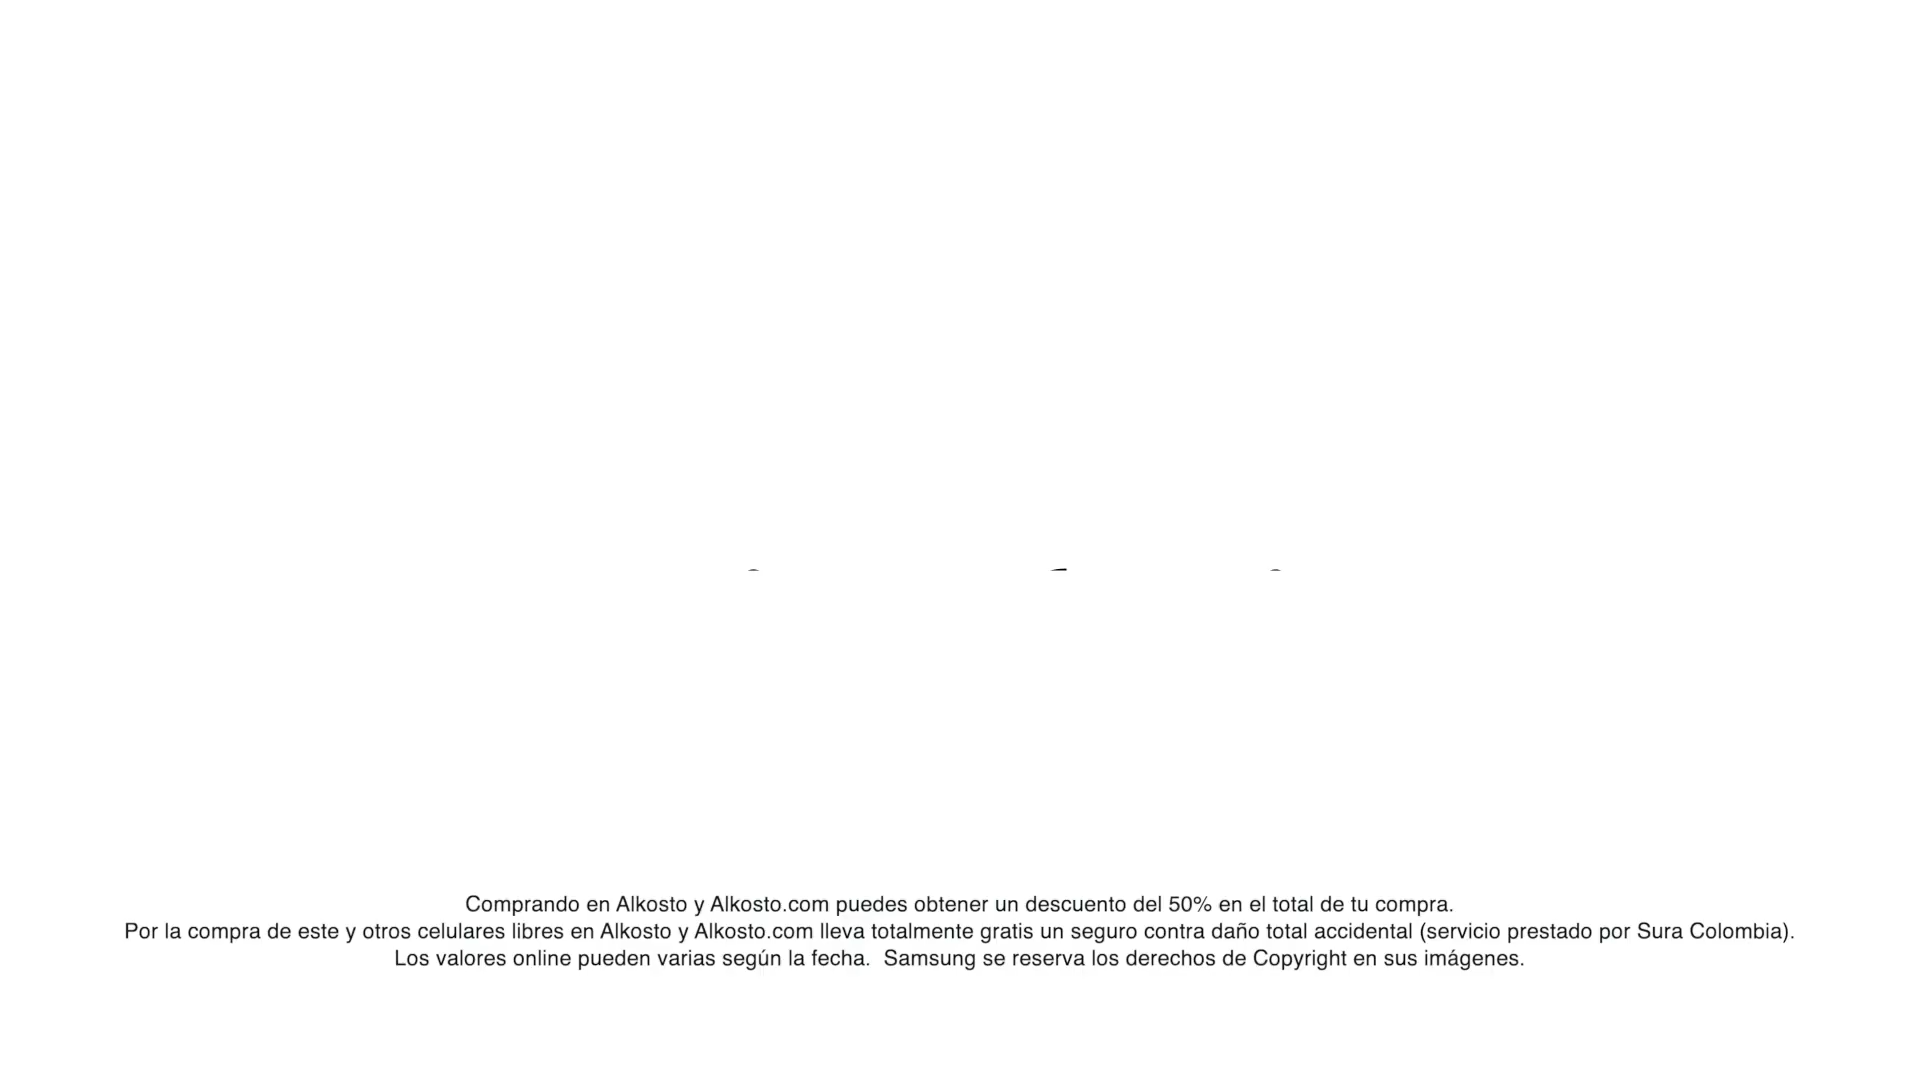 Comprando en Alkosto y Alkosto.com puedes obtener un descuento del 50% en el total de tu compra.
Por la compra de este y otros celulares libres en Alkosto y Alkosto.com lleva totalmente gratis un seguro contra daño total accidental (servicio prestado por Sura Colombia).
Los valores online pueden varias según la fecha. Samsung se reserva los derechos de Copyright en sus imágenes.